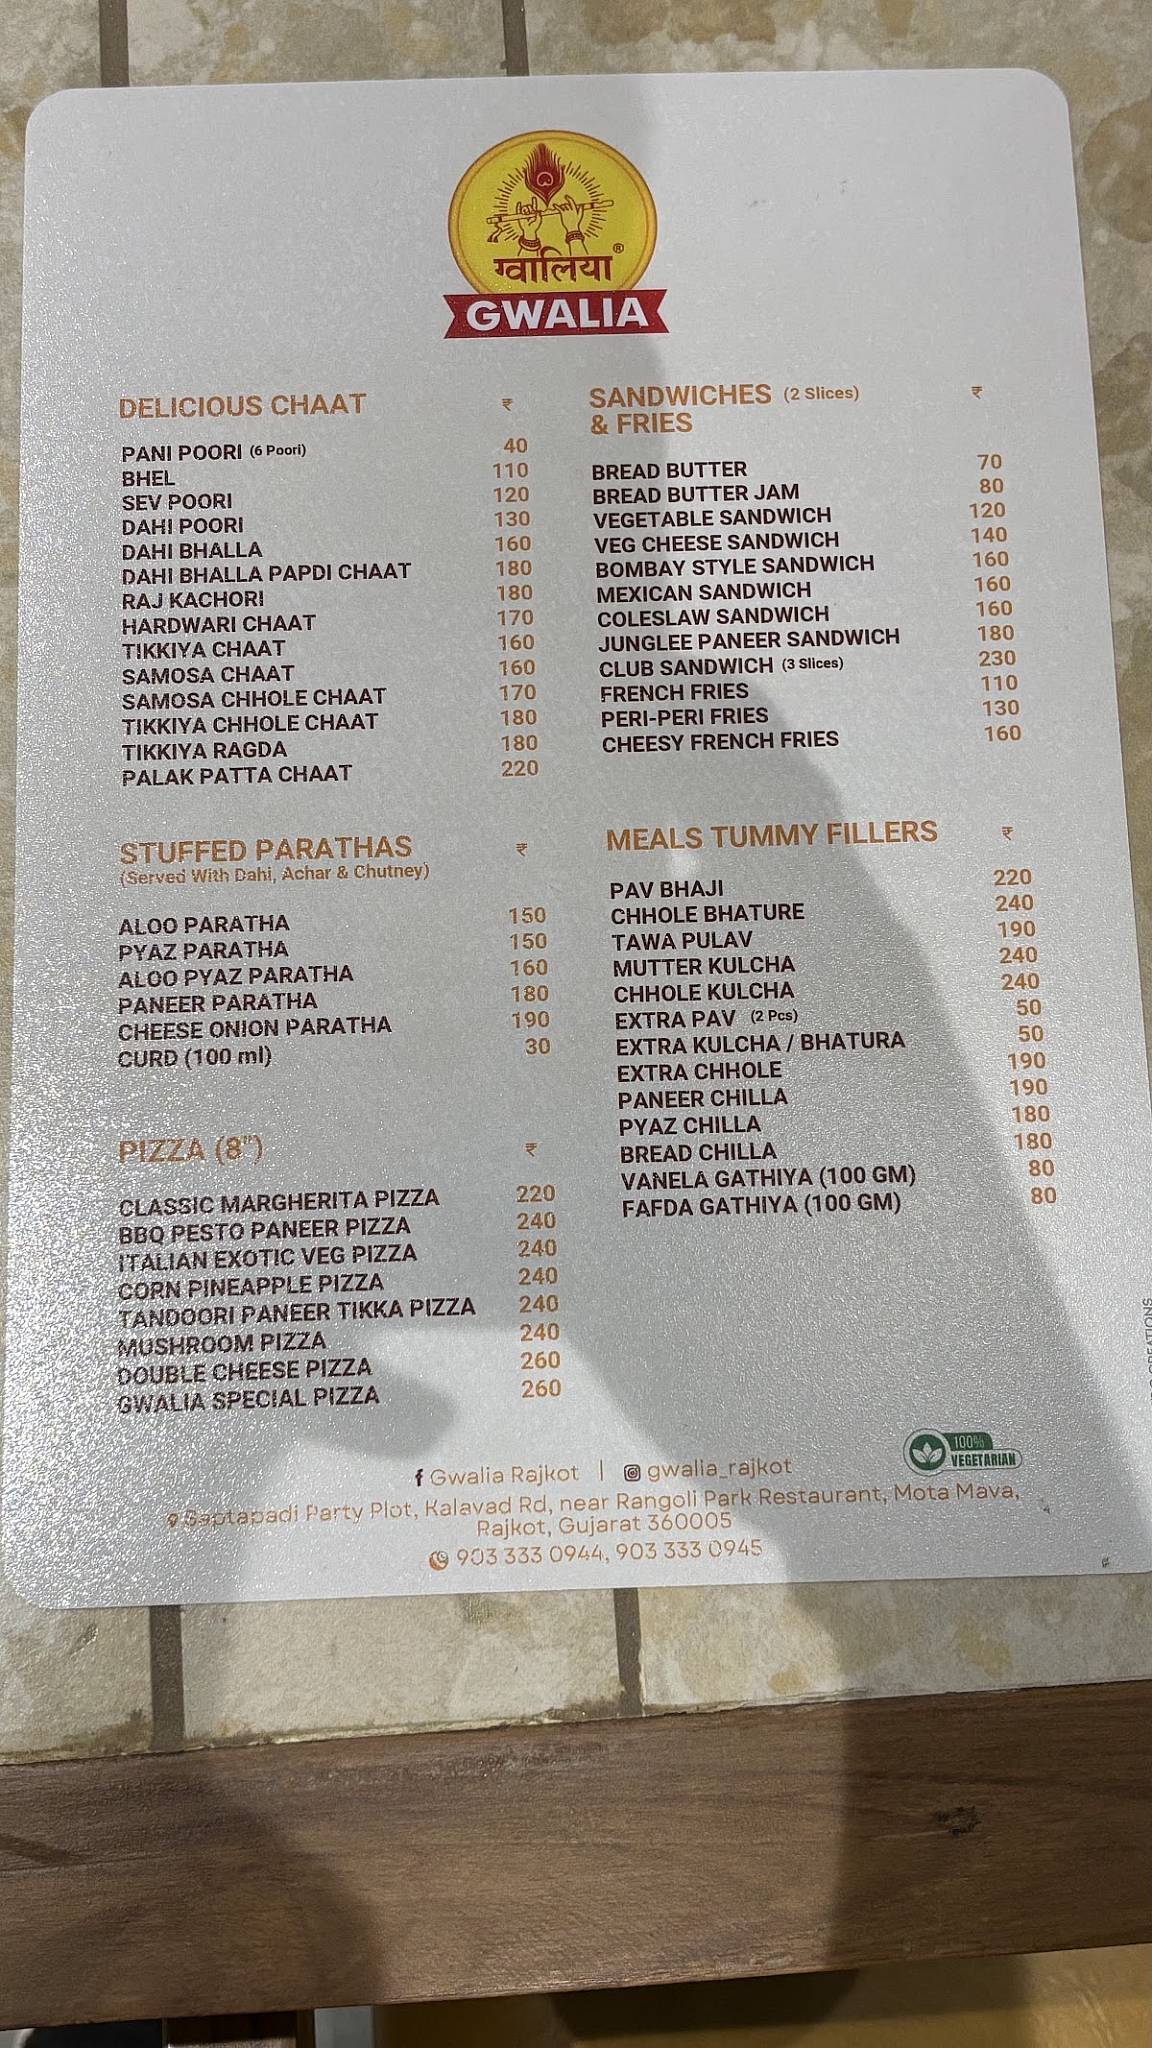 ग्वालिया ®
GWALIA
DELICIOUS CHAAT ₹
PANI POORI (6 Poori) 40
BHEL 110
SEV POORI 120
DAHI POORI 130
DAHI BHALLA 160
DAHI BHALLA PAPDI CHAAT 180
RAJ KACHORI 180
HARDWARI CHAAT 170
TIKKIYA CHAAT 160
SAMOSA CHAAT 160
SAMOSA CHHOLE CHAAT 170
TIKKIYA CHHOLE CHAAT 180
TIKKIYA RAGDA 180
PALAK PATTA CHAAT 220
STUFFED PARATHAS ₹
(Served With Dahi, Achar & Chutney)
ALOO PARATHA 150
PYAZ PARATHA 150
ALOO PYAZ PARATHA 160
PANEER PARATHA 180
CHEESE ONION PARATHA 190
CURD (100 ml) 30
PIZZA (8") ₹
CLASSIC MARGHERITA PIZZA 220
BBQ PESTO PANEER PIZZA 240
ITALIAN EXOTIC VEG PIZZA 240
CORN PINEAPPLE PIZZA 240
TANDOORI PANEER TIKKA PIZZA 240
MUSHROOM PIZZA 240
DOUBLE CHEESE PIZZA 260
GWALIA SPECIAL PIZZA 260
SANDWICHES (2 Slices) ₹
& FRIES
BREAD BUTTER 70
BREAD BUTTER JAM 80
VEGETABLE SANDWICH 120
VEG CHEESE SANDWICH 140
BOMBAY STYLE SANDWICH 160
MEXICAN SANDWICH 160
COLESLAW SANDWICH 160
JUNGLEE PANEER SANDWICH 180
CLUB SANDWICH (3 Slices) 230
FRENCH FRIES 110
PERI-PERI FRIES 130
CHEESY FRENCH FRIES 160
MEALS TUMMY FILLERS ₹
PAV BHAJI 220
CHHOLE BHATURE 240
TAWA PULAV 190
MUTTER KULCHA 240
CHHOLE KULCHA 240
EXTRA PAV (2 Pcs) 50
EXTRA KULCHA / BHATURA 50
EXTRA CHHOLE 190
PANEER CHILLA 190
PYAZ CHILLA 180
BREAD CHILLA 180
VANELA GATHIYA (100 GM) 80
FAFDA GATHIYA (100 GM) 80
100%
VEGETARIAN
Gwalia Rajkot | gwalia_rajkot
Saptapadi Party Plot, Kalavad Rd, near Rangoli Park Restaurant, Mota Mava,
Rajkot, Gujarat 360005
903 333 0944, 903 333 0945